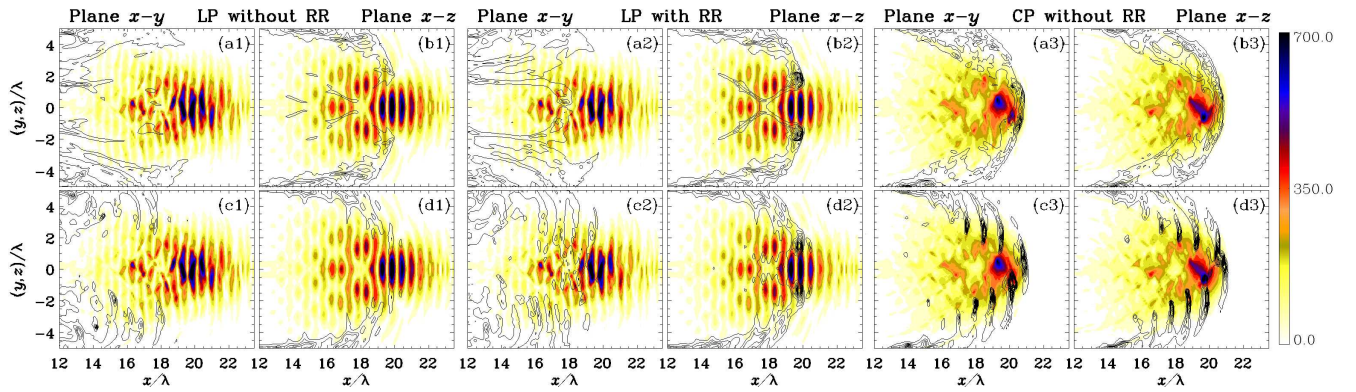 Plane x–y LP without RR Plane x–z Plane x–y LP with RR Plane x–z Plane x–y CP without RR Plane x–z
(a1) (b1) (a2) (b2) (a3) (b3) 700.0
4
2
(y,z)/λ 0
−2
−4
350.0
(c1) (d1) (c2) (d2) (c3) (d3)
4
2
(y,z)/λ 0
−2
−4
0.0
12 14 16 18 20 22 12 14 16 18 20 22 12 14 16 18 20 22 12 14 16 18 20 22 12 14 16 18 20 22 12 14 16 18 20 22
x/λ x/λ x/λ x/λ x/λ x/λ